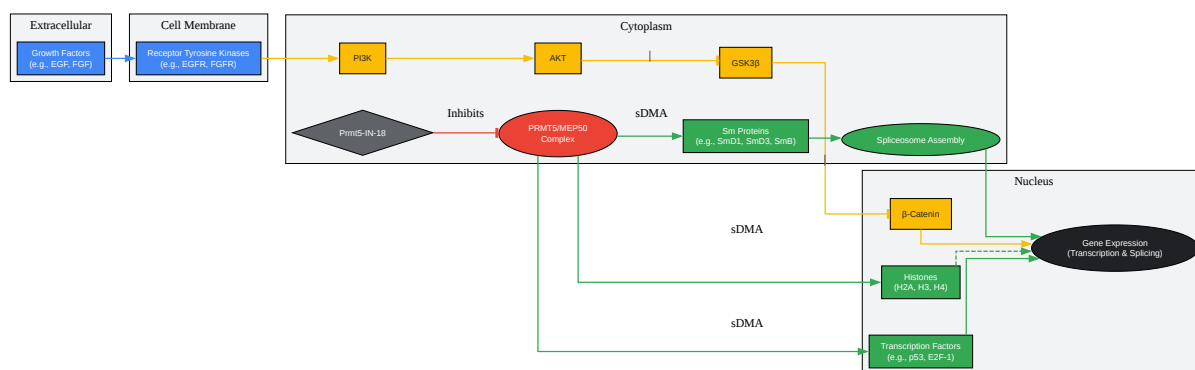 Extracellular
Cell Membrane
Cytoplasm
Growth Factors
(e.g., EGF, FGF)
Receptor Tyrosine Kinases
(e.g., EGFR, FGFR)
PI3K
AKT
|
GSK3β
Prmt5-IN-18
Inhibits
PRMT5/MEP50
Complex
sDMA
Sm Proteins
(e.g., SmD1, SmD3, SmB)
Spliceosome Assembly
|
Nucleus
β-Catenin
sDMA
Gene Expression
(Transcription & Splicing)
Histones
(H2A, H3, H4)
sDMA
Transcription Factors
(e.g., p53, E2F-1)